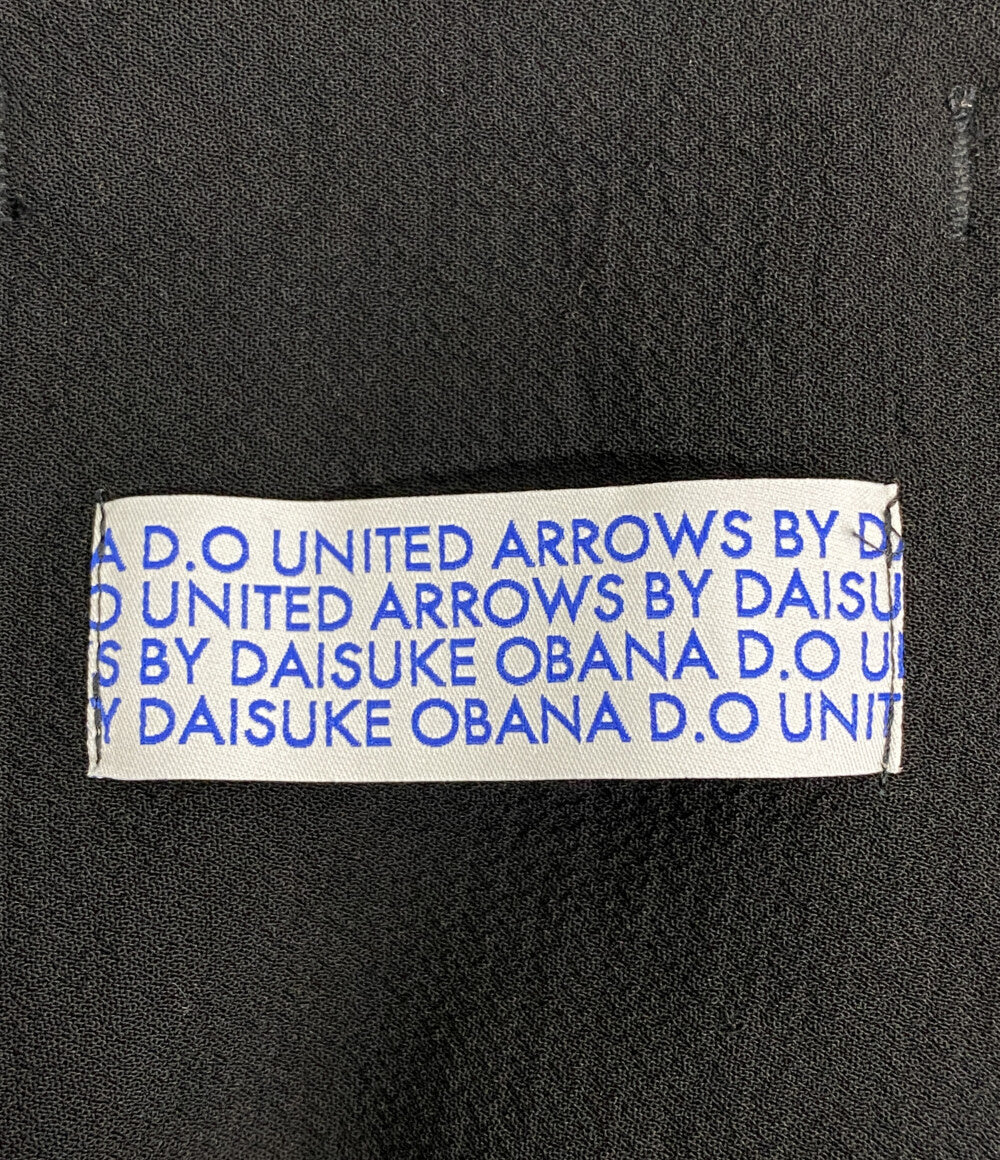 A D.O UNITED ARROWS BY DA
O UNITED ARROWS BY DAISU
S BY DAISUKE OBANA D.O U
Y DAISUKE OBANA D.O UNIT